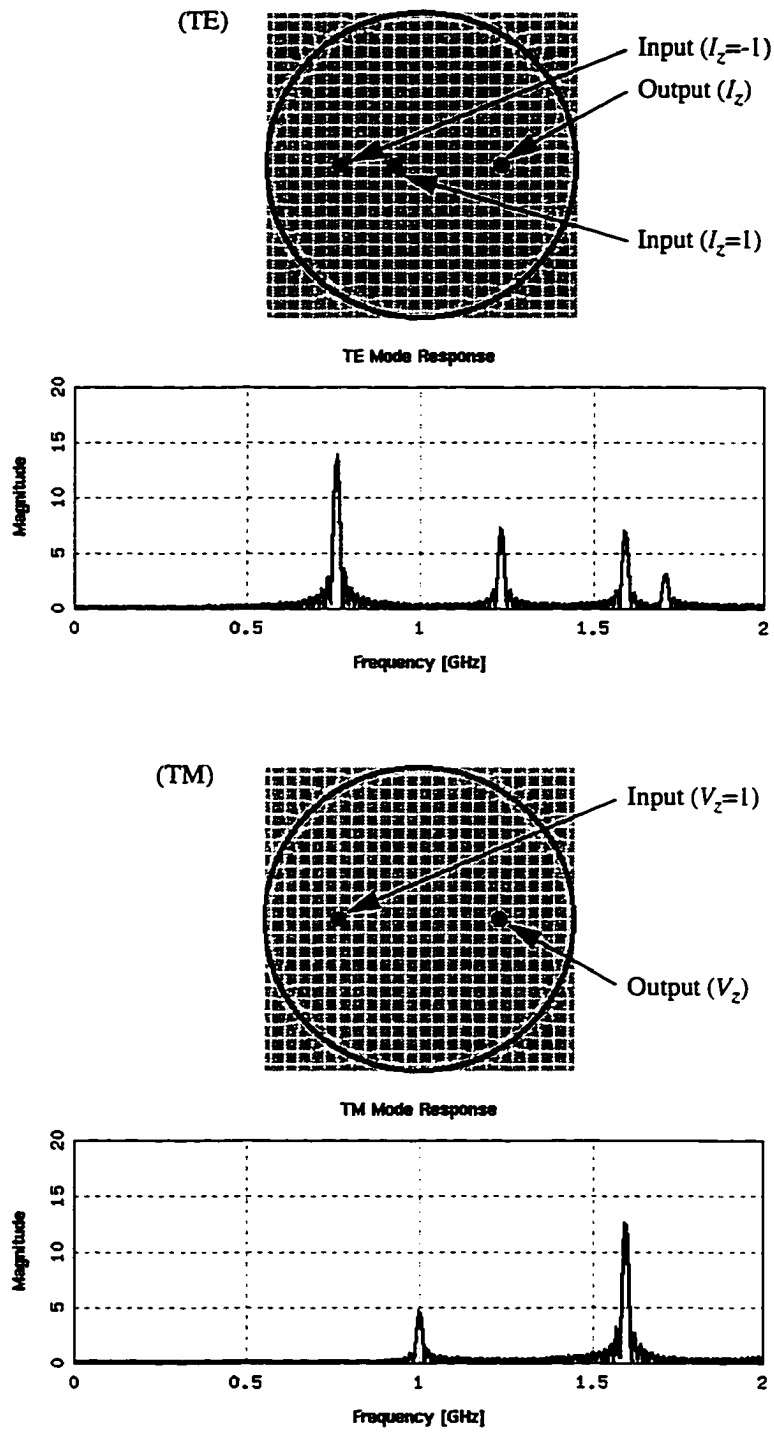 (TE)
Input (I_z=-1)
Output (I_z)
Input (I_z=1)
TE Mode Response
20
15
10
5
0
Magnitude
0 0.5 1 1.5 2
Frequency [GHz]
(TM)
Input (V_z=1)
Output (V_z)
TM Mode Response
20
15
10
5
0
Magnitude
0 0.5 1 1.5 2
Frequency [GHz]